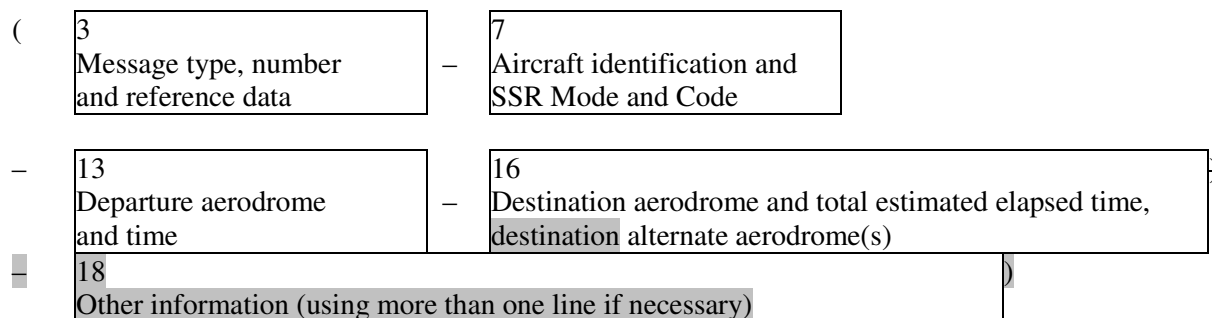 ( 3 7
Message type, number – Aircraft identification and
and reference data SSR Mode and Code
– 13 16
Departure aerodrome – Destination aerodrome and total estimated elapsed time,
and time destination alternate aerodrome(s)
– 18 )
Other information (using more than one line if necessary)